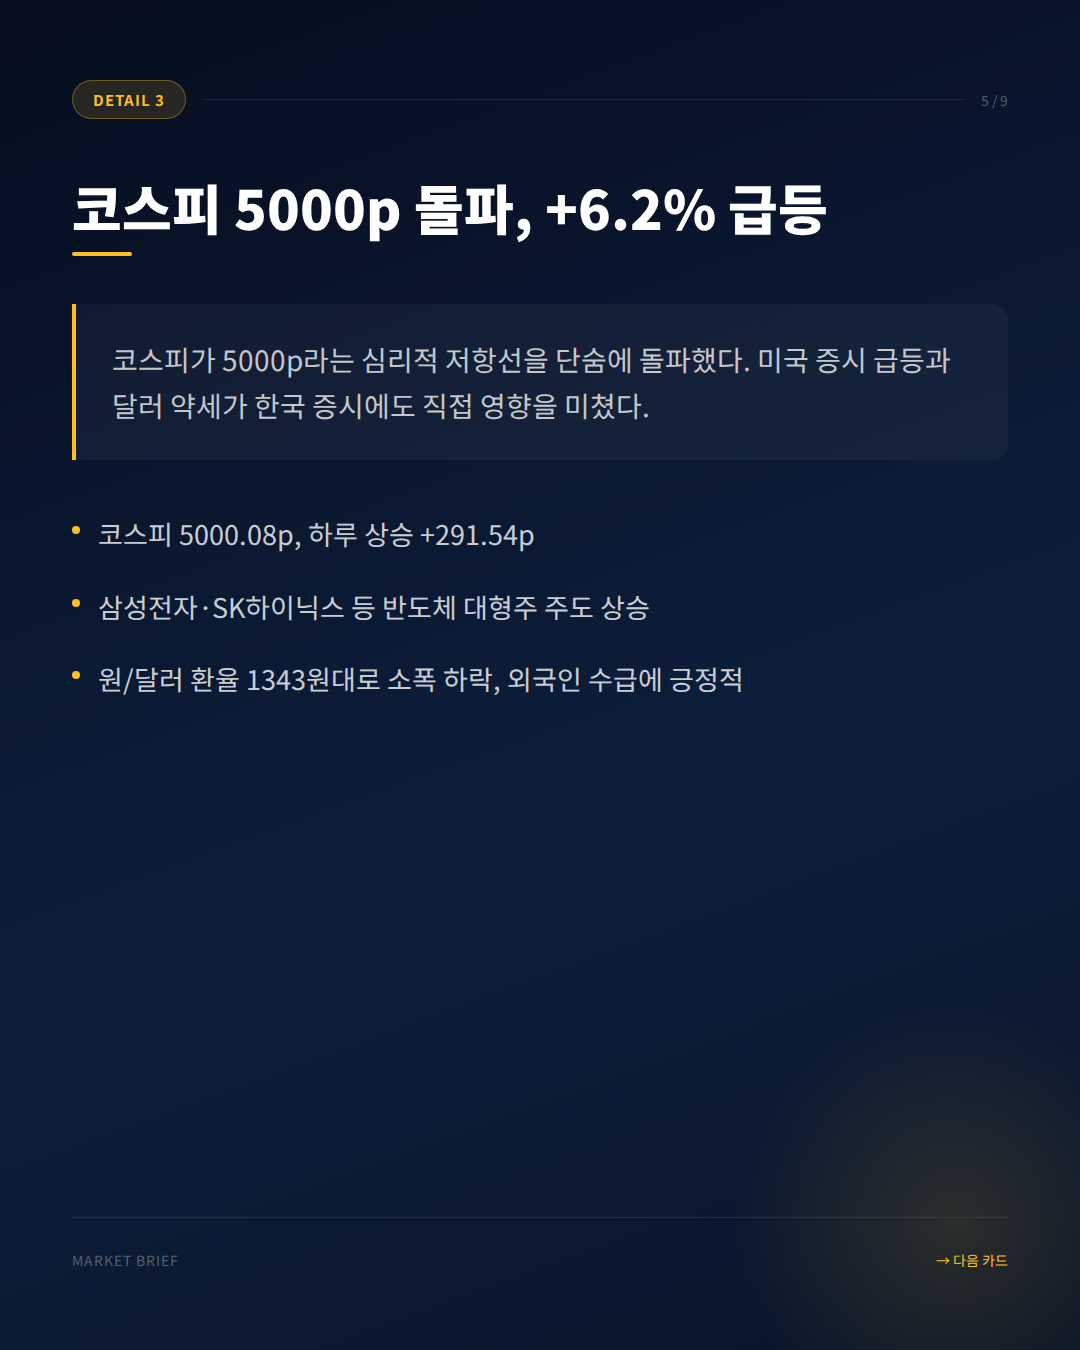 DETAIL 3
5 / 9
코스피 5000p 돌파, +6.2% 급등
코스피가 5000p라는 심리적 저항선을 단숨에 돌파했다. 미국 증시 급등과
달러 약세가 한국 증시에도 직접 영향을 미쳤다.
• 코스피 5000.08p, 하루 상승 +291.54p
• 삼성전자·SK하이닉스 등 반도체 대형주 주도 상승
• 원/달러 환율 1343원대로 소폭 하락, 외국인 수급에 긍정적
MARKET BRIEF
→ 다음 카드